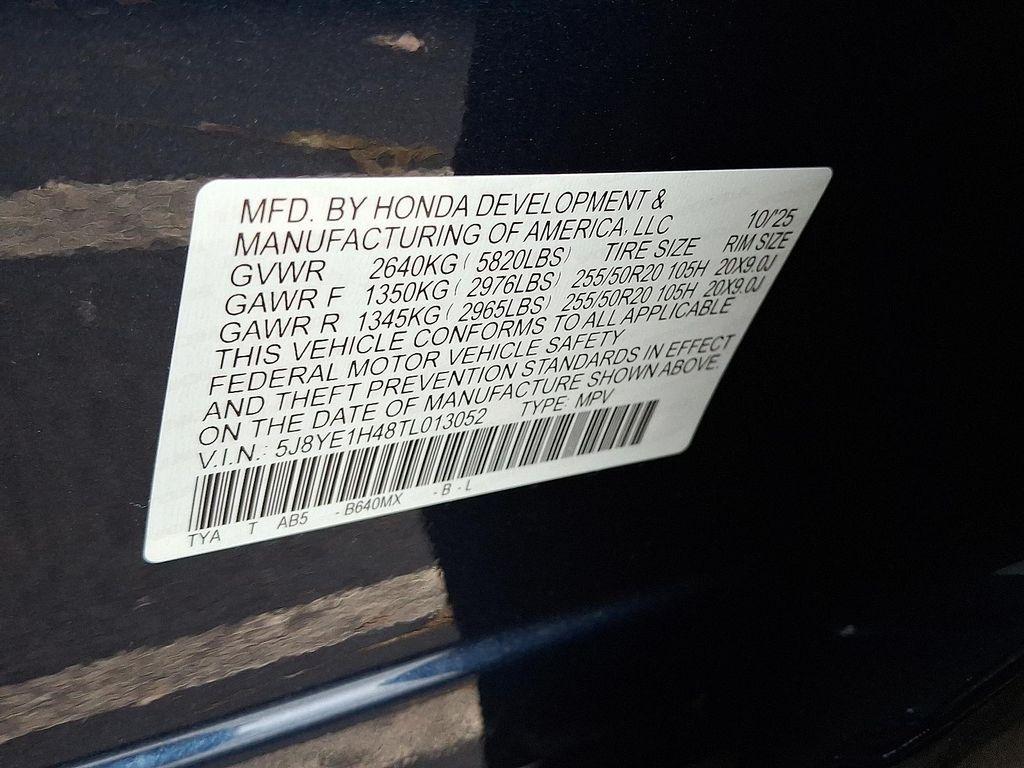 MFD. BY HONDA DEVELOPMENT &
MANUFACTURING OF AMERICA, LLC 10/'25
GVWR 2640KG ( 5820LBS) TIRE SIZE RIM SIZE
GAWR F 1350KG ( 2976LBS) 255/50R20 105H 20X9.0J
GAWR R 1345KG ( 2965LBS) 255/50R20 105H 20X9.0J
THIS VEHICLE CONFORMS TO ALL APPLICABLE
FEDERAL MOTOR VEHICLE SAFETY
AND THEFT PREVENTION STANDARDS IN EFFECT
ON THE DATE OF MANUFACTURE SHOWN ABOVE.
V.I.N.: 5J8YE1H48TL013052 TYPE: MPV
TYA T AB5 - B640MX - B - L